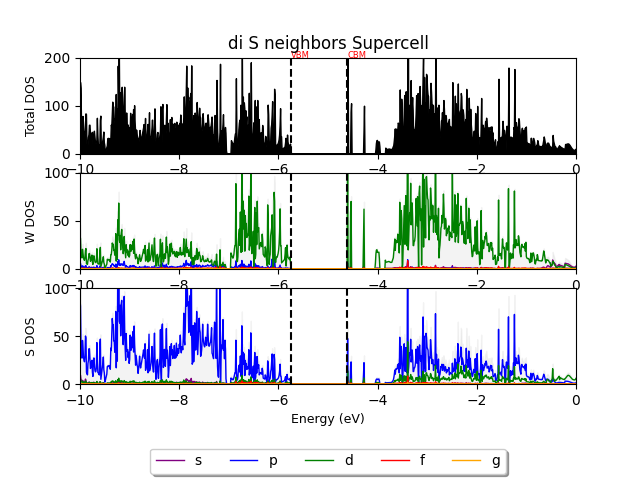 di S neighbors Supercell
VBM CBM
Total DOS
200
100
0
−10 −8 −6 −4 −2 0
W DOS
100
50
0
−10 −8 −6 −4 −2 0
S DOS
100
50
0
−10 −8 −6 −4 −2 0
Energy (eV)
s p d f g